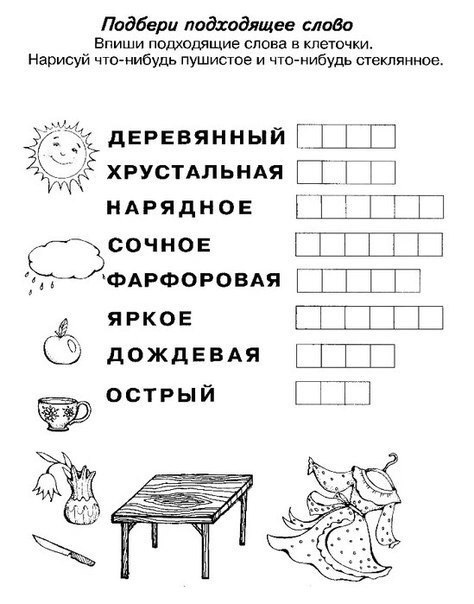 Подбери подходящее слово
Впиши подходящие слова в клеточки.
Нарисуй что-нибудь пушистое и что-нибудь стеклянное.
ДЕРЕВЯННЫЙ
ХРУСТАЛЬНАЯ
НАРЯДНОЕ
СОЧНОЕ
ФАРФОРОВАЯ
ЯРКОЕ
ДОЖДЕВАЯ
ОСТРЫЙ